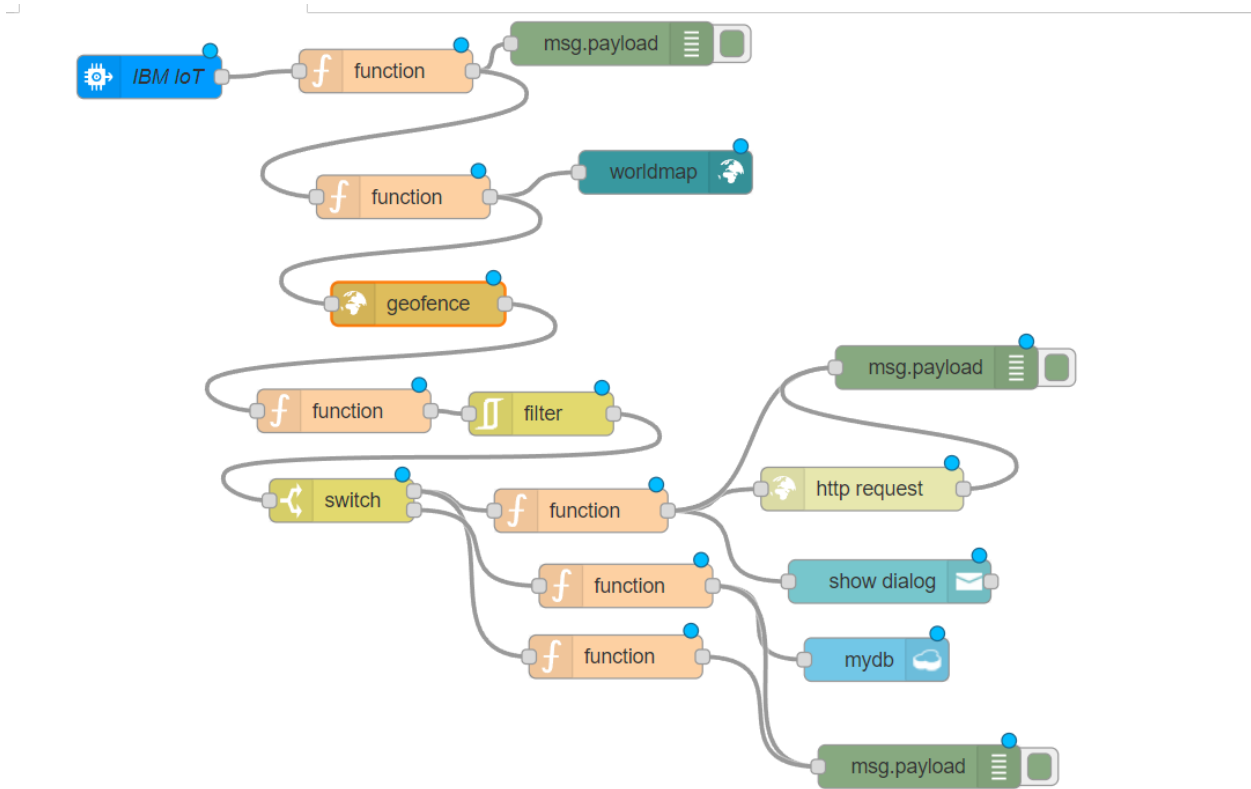 IBM IoT
function
msg.payload
function
worldmap
geofence
function
filter
msg.payload
switch
function
http request
function
show dialog
function
mydb
msg.payload